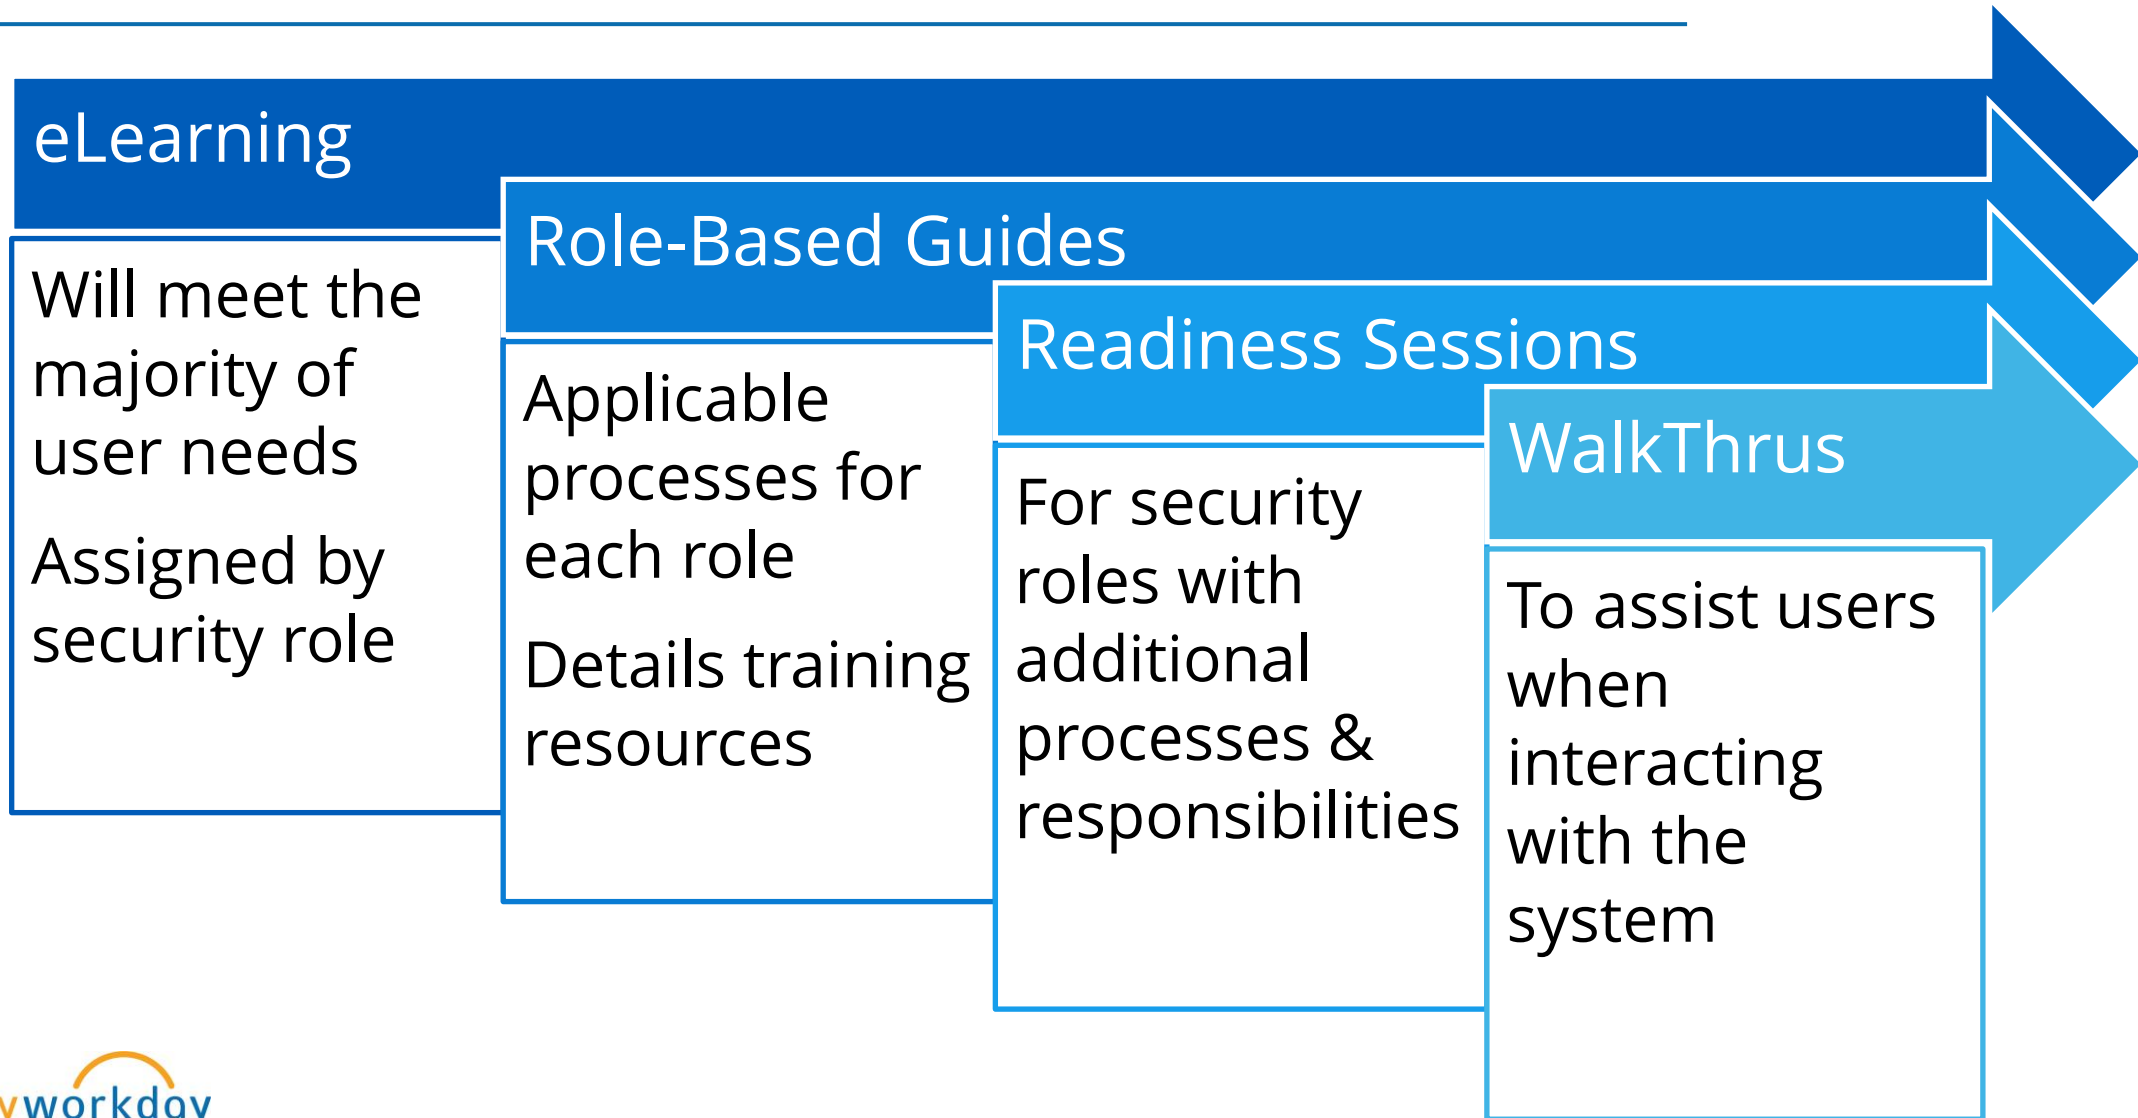 eLearning
Will meet the
majority of
user needs
Assigned by
security role
Role-Based Guides
Applicable
processes for
each role
Details training
resources
Readiness Sessions
For security
roles with
additional
processes &
responsibilities
WalkThrus
To assist users
when
interacting
with the
system
workday